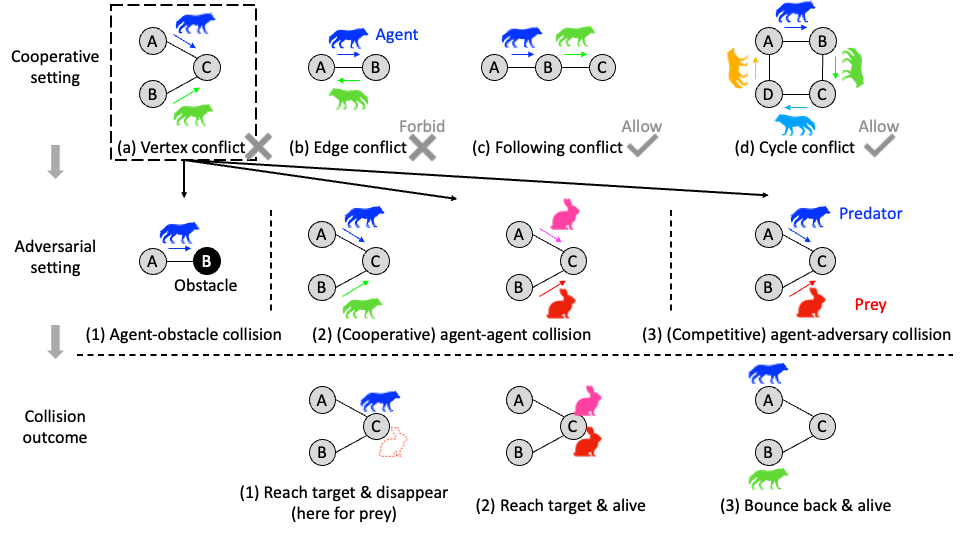 Cooperative
setting
A
B
C
(a) Vertex conflict
Agent
A
B
Forbid
(b) Edge conflict
A
B
C
Allow
(c) Following conflict
A
B
D
C
Allow
(d) Cycle conflict
Adversarial
setting
A
B
Obstacle
(1) Agent-obstacle collision
A
B
C
A
B
C
(2) (Cooperative) agent-agent collision
A
B
C
Predator
Prey
(3) (Competitive) agent-adversary collision
Collision
outcome
A
B
C
(1) Reach target & disappear
(here for prey)
A
B
C
(2) Reach target & alive
A
B
C
(3) Bounce back & alive